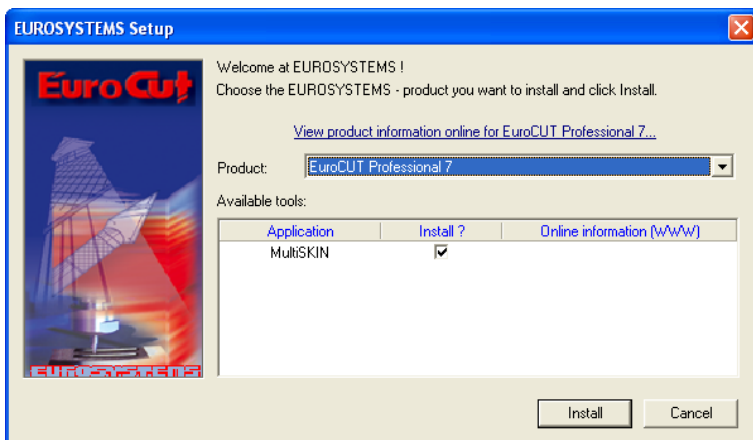 EUROSYSTEMS Setup
EuroCut
Welcome at EUROSYSTEMS !
Choose the EUROSYSTEMS - product you want to install and click Install.
View product information online for EuroCUT Professional 7...
Product: EuroCUT Professional 7
Available tools:
Application Install ? Online information (WWW)
MultiSKIN
EUROSYSTEMS
Install Cancel